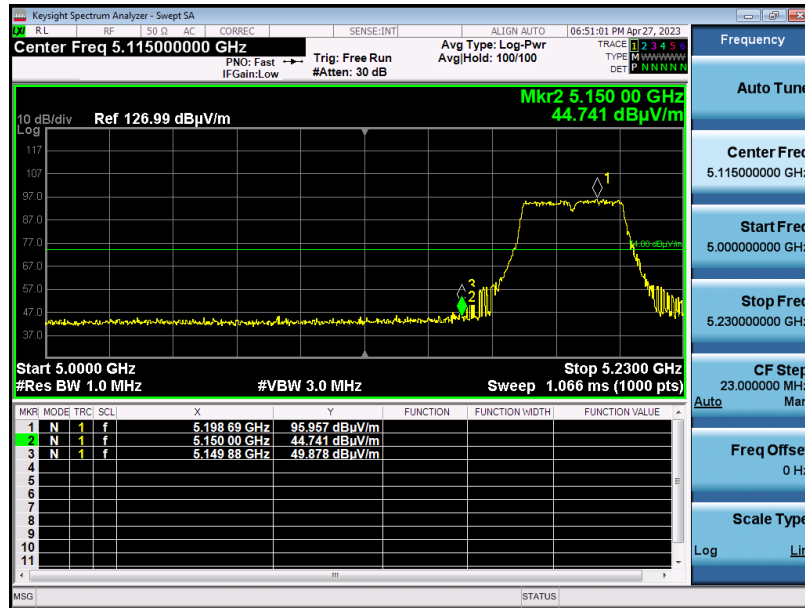 Keysight Spectrum Analyzer - Swept SA
RL RF 50 Ω AC CORREC SENSE:INT ALIGN AUTO 06:51:01 PM Apr 27, 2023
Center Freq 5.115000000 GHz
PNO: Fast
IFGain:Low
Trig: Free Run
#Atten: 30 dB
Avg Type: Log-Pwr
Avg|Hold: 100/100
TRACE 1 2 3 4 5 6
TYPE M W W W W W
DET P N N N N N
Mkr2 5.150 00 GHz
44.741 dBµV/m
10 dB/div Ref 126.99 dBµV/m
Log
117
107
97.0
87.0
77.0
67.0
57.0
47.0
37.0
1
3
2
74.00 dBµV/m
Start 5.0000 GHz
Stop 5.2300 GHz
#Res BW 1.0 MHz #VBW 3.0 MHz Sweep 1.066 ms (1000 pts)
MKR MODE TRC SCL X Y FUNCTION FUNCTION WIDTH FUNCTION VALUE
1 N 1 f 5.198 69 GHz 95.957 dBµV/m
2 N 1 f 5.150 00 GHz 44.741 dBµV/m
3 N 1 f 5.149 88 GHz 49.878 dBµV/m
4
5
6
7
8
9
10
11
MSG STATUS
Frequency
Auto Tune
Center Freq
5.115000000 GHz
Start Freq
5.000000000 GHz
Stop Freq
5.230000000 GHz
CF Step
23.000000 MHz
Auto Man
Freq Offset
0 Hz
Scale Type
Log Lin